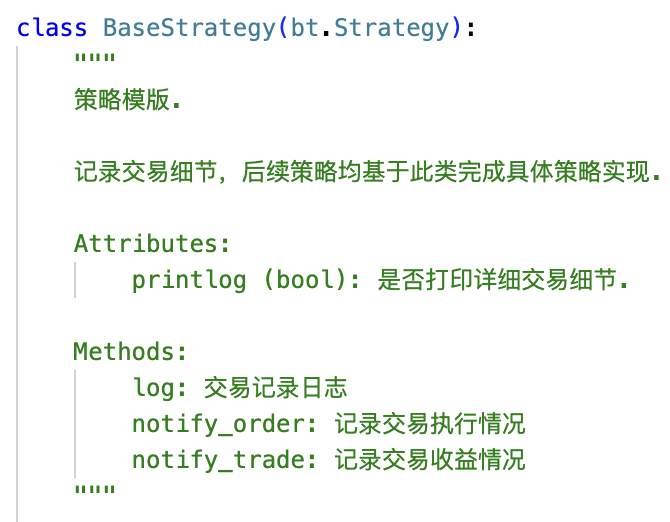 class BaseStrategy(bt.Strategy):
"""
策略模版.
记录交易细节，后续策略均基于此类完成具体策略实现.
Attributes:
printlog (bool): 是否打印详细交易细节.
Methods:
log: 交易记录日志
notify_order: 记录交易执行情况
notify_trade: 记录交易收益情况
"""